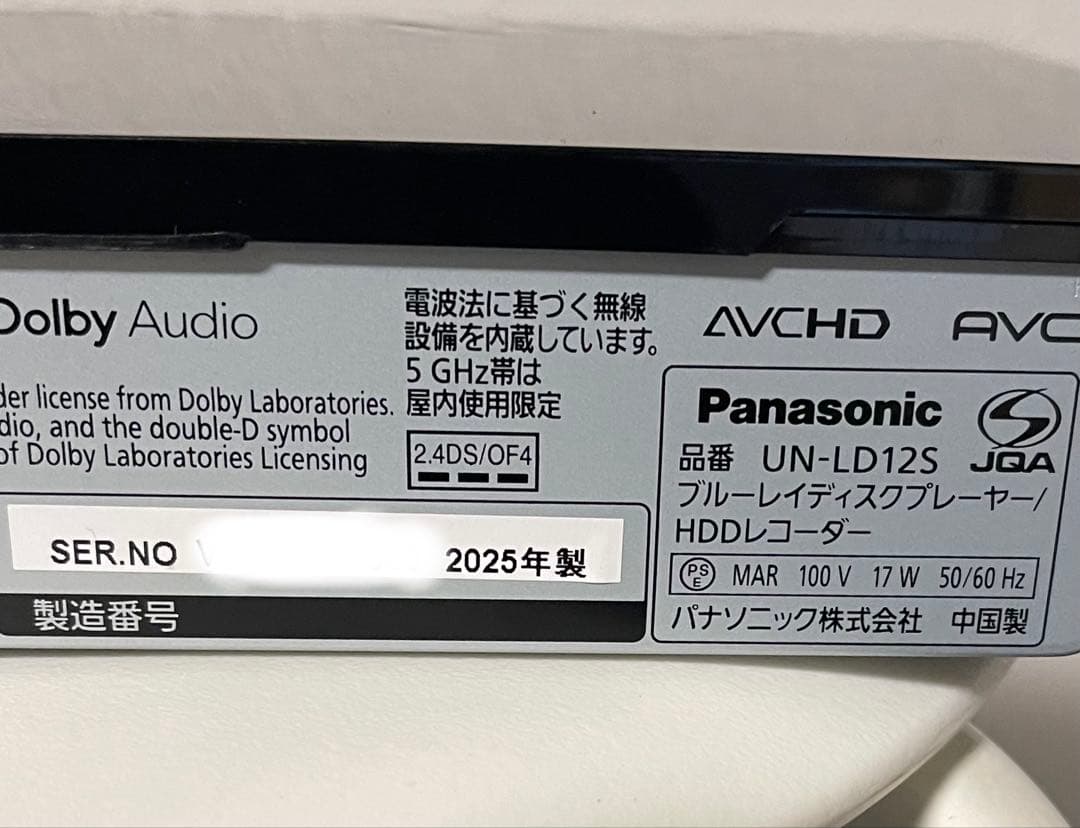 Dolby Audio
der license from Dolby Laboratories.
dio, and the double-D symbol
of Dolby Laboratories Licensing
電波法に基づく無線
設備を内蔵しています。
5 GHz帯は
屋内使用限定
2.4DS/OF4
AVCHD
AVC
SER.NO
2025年製
製造番号
Panasonic
JQA
品番 UN-LD12S
ブルーレイディスクプレーヤー/
HDDレコーダー
PSE MAR 100 V 17 W 50/60 Hz
パナソニック株式会社 中国製